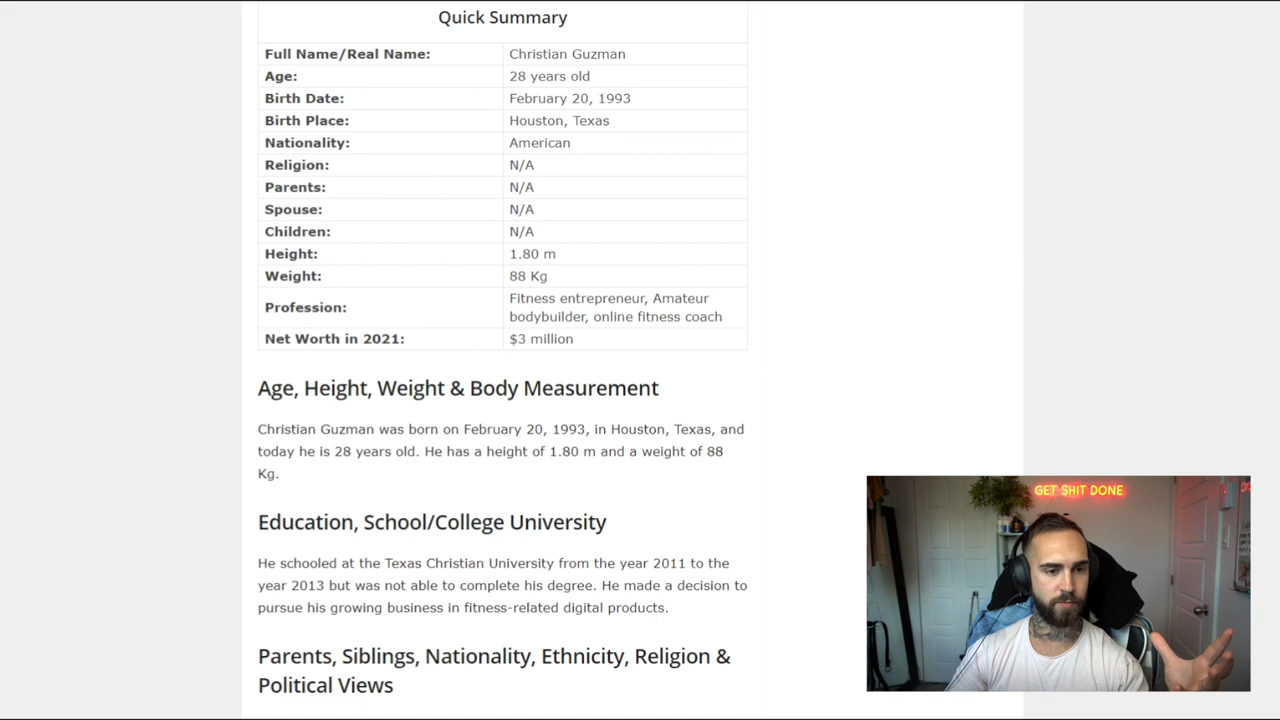 Quick Summary
Full Name/Real Name: Christian Guzman
Age: 28 years old
Birth Date: February 20, 1993
Birth Place: Houston, Texas
Nationality: American
Religion: N/A
Parents: N/A
Spouse: N/A
Children: N/A
Height: 1.80 m
Weight: 88 Kg
Profession: Fitness entrepreneur, Amateur
bodybuilder, online fitness coach
Net Worth in 2021: $3 million
Age, Height, Weight & Body Measurement
Christian Guzman was born on February 20, 1993, in Houston, Texas, and
today he is 28 years old. He has a height of 1.80 m and a weight of 88
Kg.
Education, School/College University
He schooled at the Texas Christian University from the year 2011 to the
year 2013 but was not able to complete his degree. He made a decision to
pursue his growing business in fitness-related digital products.
Parents, Siblings, Nationality, Ethnicity, Religion &
Political Views
GET SHIT DONE